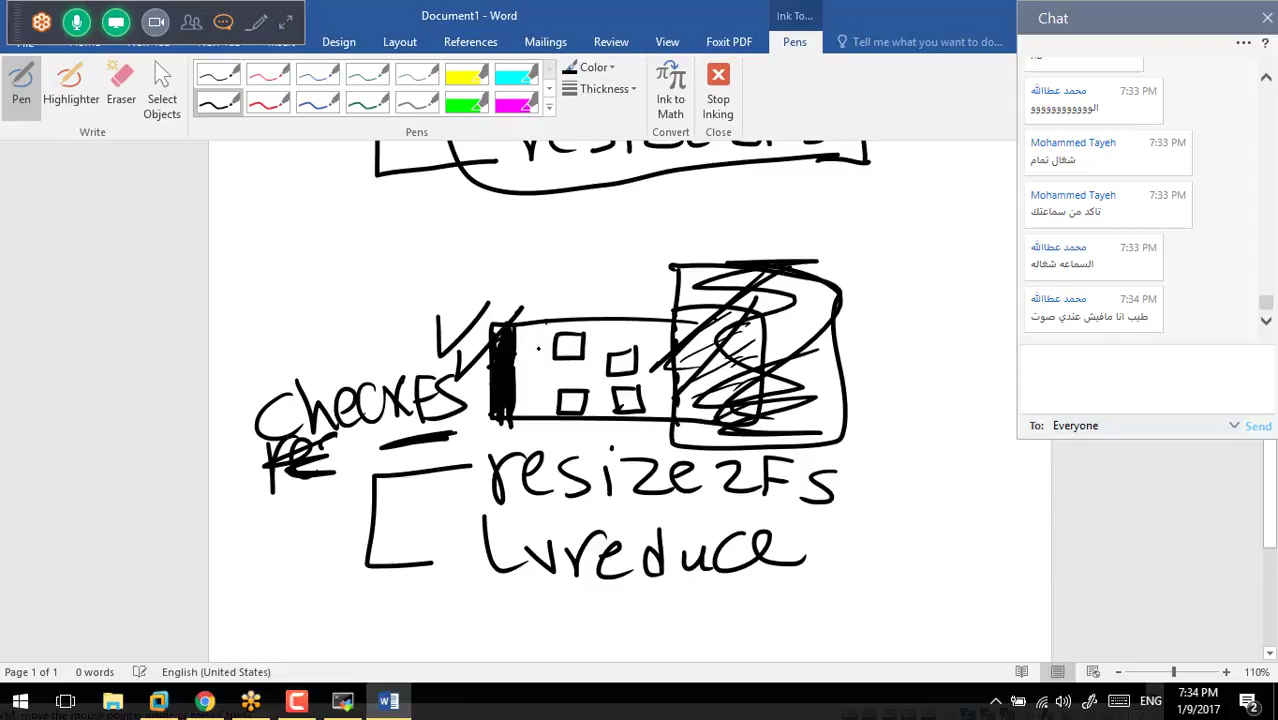 Document1 - Word
Ink To...
Design
Layout
References
Mailings
Review
View
Foxit PDF
Pens
Tell me what you want to do...
Pen
Highlighter
Eraser
Select
Objects
Color
Thickness
Ink to
Math
Stop
Inking
Write
Pens
Convert
Close
Chat
محمد عطاالله 7:33 PM
الوووووووووووو
Mohammed Tayeh 7:33 PM
شغال تمام
Mohammed Tayeh 7:33 PM
تاكد من سماعتك
محمد عطاالله 7:33 PM
السماعه شغاله
محمد عطاالله 7:34 PM
طيب انا مافيش عندي صوت
To: Everyone
Send
resize2Fs
checkFs
resize2Fs
Lvreduce
Page 1 of 1
0 words
English (United States)
110%
ENG
7:34 PM
1/9/2017
2